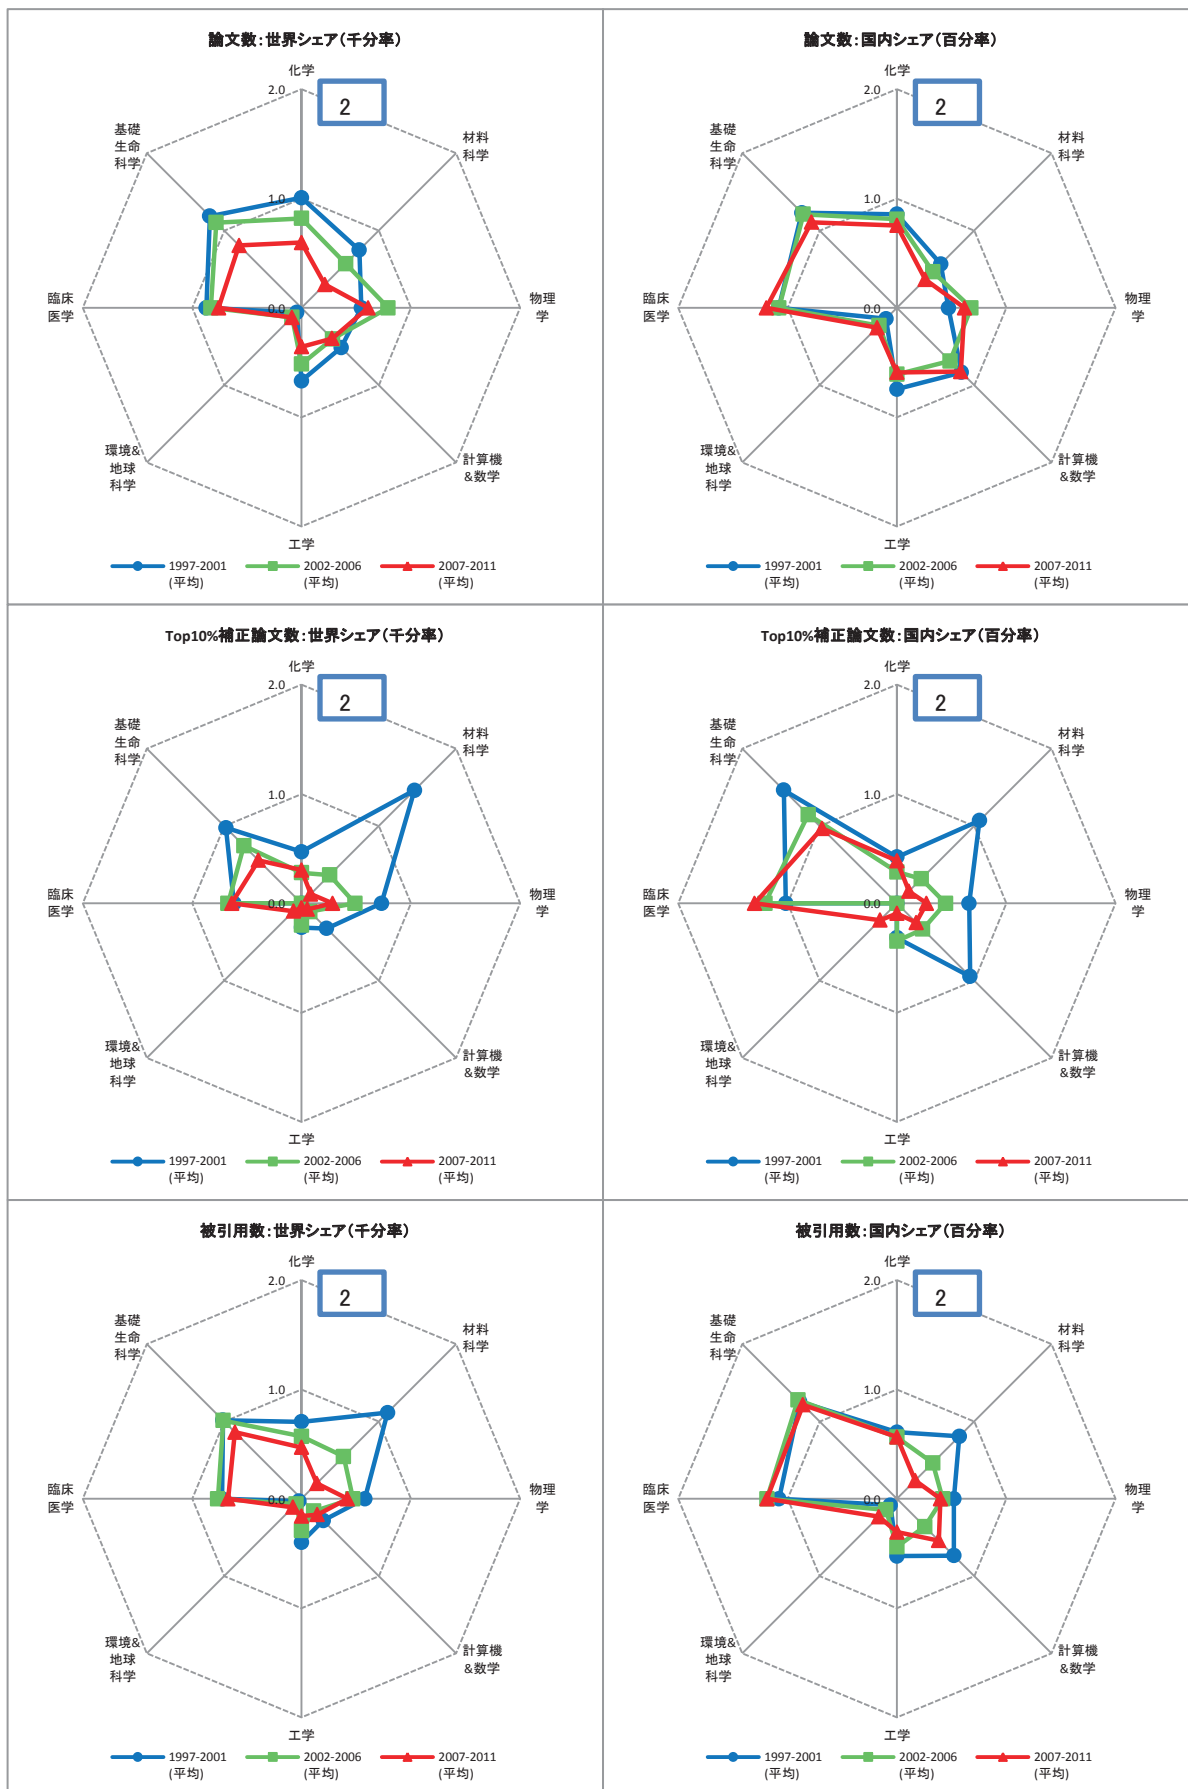 論文数：世界シェア（千分率）
化学
2.0
2
基礎
生命
科学
材料
科学
1.0
臨床
医学
0.0
物理
学
環境&
地球
科学
計算機
&数学
工学
1997-2001
(平均)
2002-2006
(平均)
2007-2011
(平均)
論文数：国内シェア（百分率）
化学
2.0
2
基礎
生命
科学
材料
科学
1.0
臨床
医学
0.0
物理
学
環境&
地球
科学
計算機
&数学
工学
1997-2001
(平均)
2002-2006
(平均)
2007-2011
(平均)
Top10%補正論文数：世界シェア（千分率）
化学
2.0
2
基礎
生命
科学
材料
科学
1.0
臨床
医学
0.0
物理
学
環境&
地球
科学
計算機
&数学
工学
1997-2001
(平均)
2002-2006
(平均)
2007-2011
(平均)
Top10%補正論文数：国内シェア（百分率）
化学
2.0
2
基礎
生命
科学
材料
科学
1.0
臨床
医学
0.0
物理
学
環境&
地球
科学
計算機
&数学
工学
1997-2001
(平均)
2002-2006
(平均)
2007-2011
(平均)
被引用数：世界シェア（千分率）
化学
2.0
2
基礎
生命
科学
材料
科学
1.0
臨床
医学
0.0
物理
学
環境&
地球
科学
計算機
&数学
工学
1997-2001
(平均)
2002-2006
(平均)
2007-2011
(平均)
被引用数：国内シェア（百分率）
化学
2.0
2
基礎
生命
科学
材料
科学
1.0
臨床
医学
0.0
物理
学
環境&
地球
科学
計算機
&数学
工学
1997-2001
(平均)
2002-2006
(平均)
2007-2011
(平均)